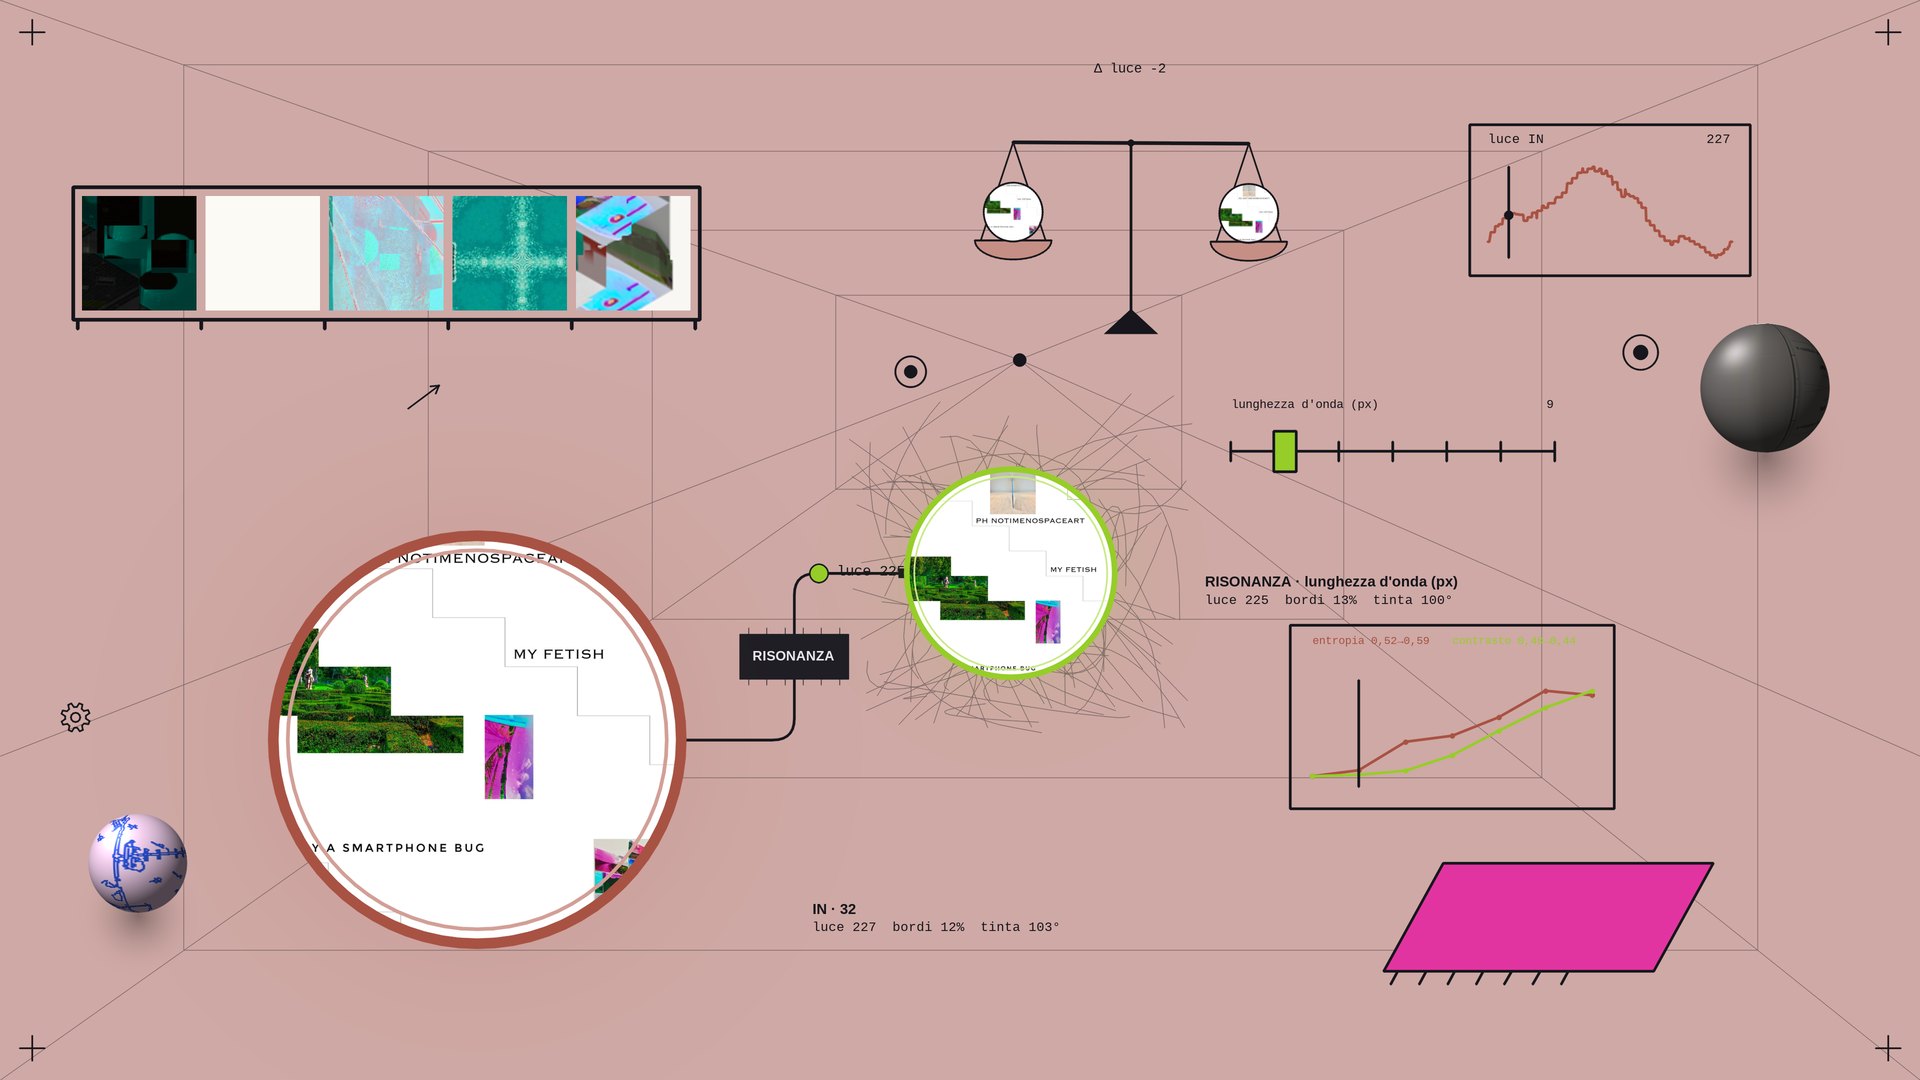 Δ luce -2
luce IN 227
lunghezza d'onda (px) 9
PH NOTIMENOSPACEART
MY FETISH
luce 225
RISONANZA · lunghezza d'onda (px)
luce 225 bordi 13% tinta 100°
NOTIMENOSPACEAR
MY FETISH
RISONANZA
entropia 0,52→0,59
SMARTPHONE BUG
Y A SMARTPHONE BUG
IN · 32
luce 227 bordi 12% tinta 103°